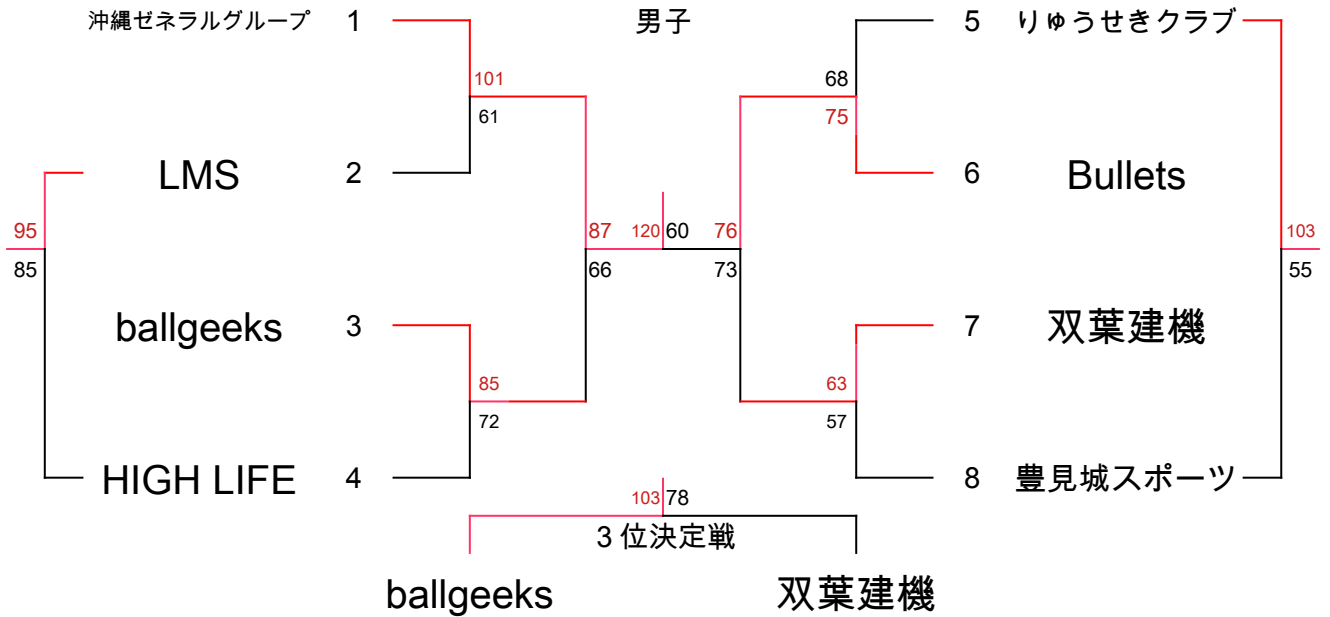 沖縄ゼネラルグループ 1 男子 5 りゅうせきクラブ
101 68
61 75
LMS 2 6 Bullets
95 87 120 60 76 103
85 66 73 55
ballgeeks 3 7 双葉建機
85 63
72 57
HIGH LIFE 4 8 豊見城スポーツ
103 78
3位決定戦
ballgeeks 双葉建機